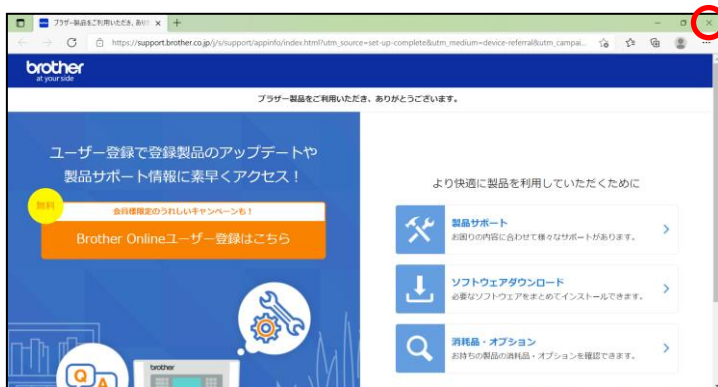 ブラザー製品をご利用いただき、あり
https://support.brother.co.jp/j/s/support/appinfo/index.html?utm_source=set-up-complete&utm_medium=device-referral&utm_campai...
brother
at your side
ブラザー製品をご利用いただき、ありがとうございます。
ユーザー登録で登録製品のアップデートや
製品サポート情報に素早くアクセス！
無料
会員様限定のうれしいキャンペーンも！
Brother Onlineユーザー登録はこちら
Q
A
brother
より快適に製品を利用していただくために
製品サポート
お困りの内容に合わせて様々なサポートがあります。
ソフトウェアダウンロード
必要なソフトウェアをまとめてインストールできます。
消耗品・オプション
お持ちの製品の消耗品・オプションを確認できます。